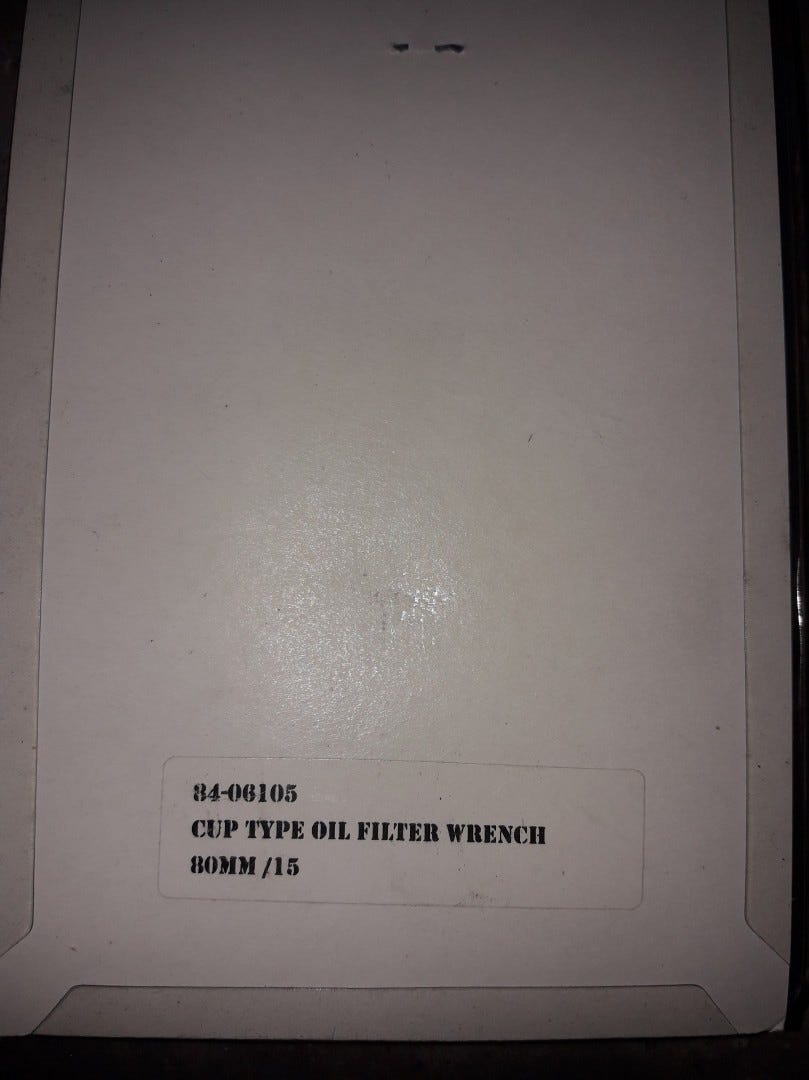 84-06105
CUP TYPE OIL FILTER WRENCH
80MM /15